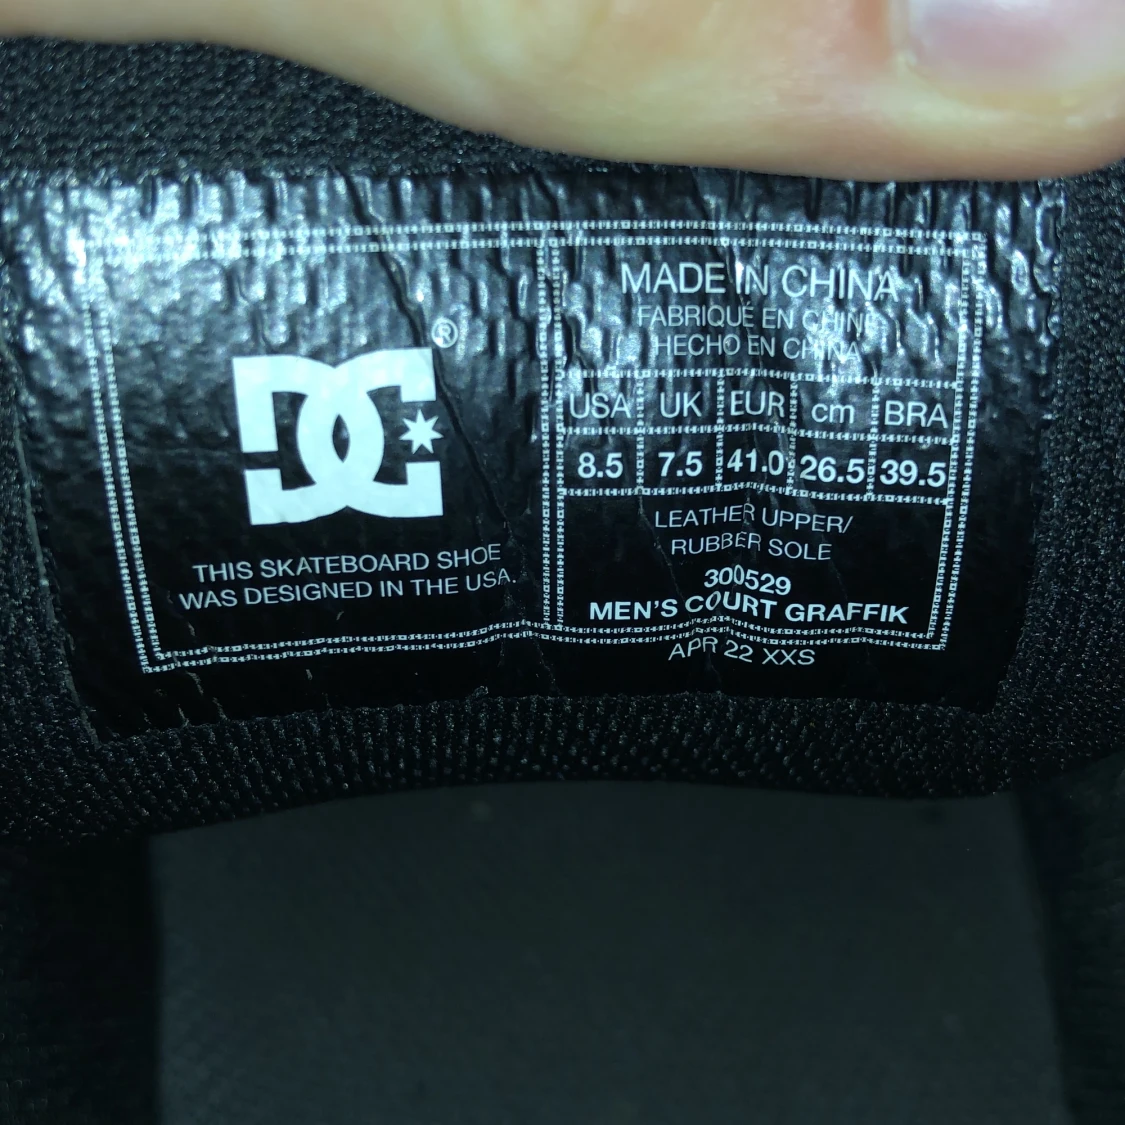 DC®
THIS SKATEBOARD SHOE
WAS DESIGNED IN THE USA.
MADE IN CHINA
FABRIQUÉ EN CHINE
HECHO EN CHINA
USA UK EUR cm BRA
8.5 7.5 41.0 26.5 39.5
LEATHER UPPER/
RUBBER SOLE
300529
MEN'S COURT GRAFFIK
APR 22 XXS